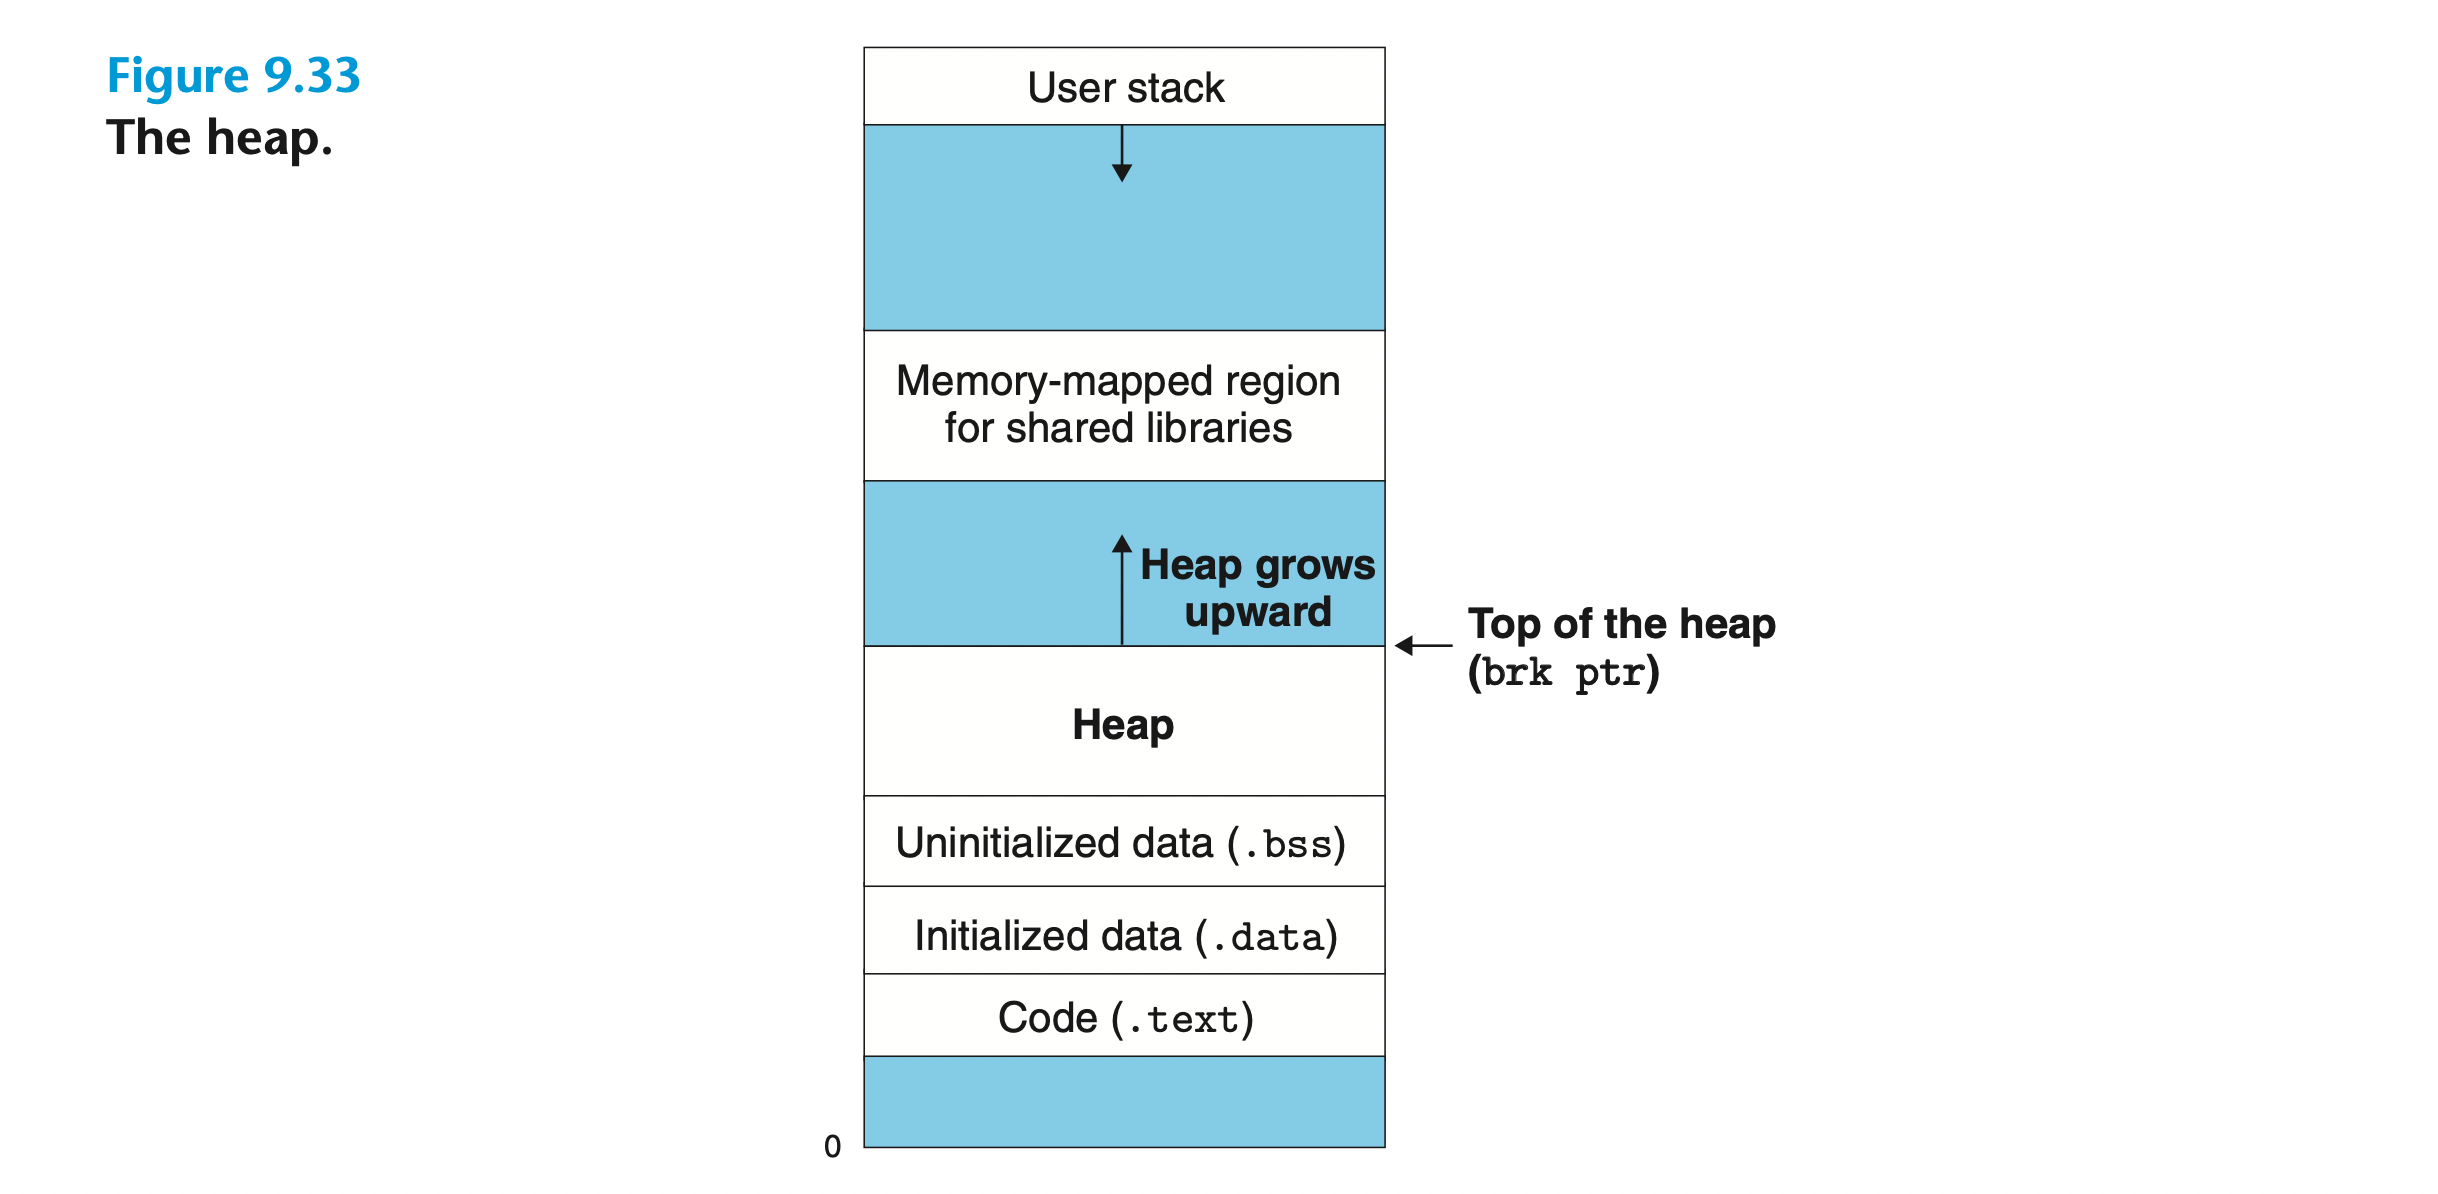 Figure 9.33
The heap.
User stack
Memory-mapped region
for shared libraries
Heap grows
upward
Top of the heap
(brk ptr)
Heap
Uninitialized data (.bss)
Initialized data (.data)
Code (.text)
0